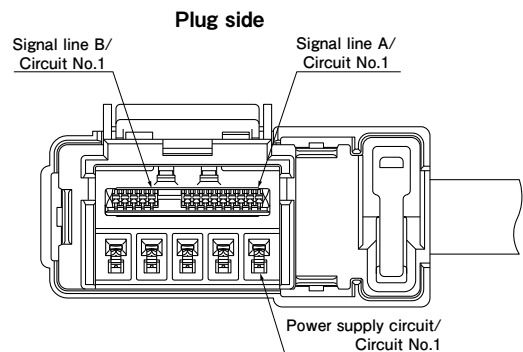 Plug side
Signal line B/
Circuit No.1
Signal line A/
Circuit No.1
Power supply circuit/
Circuit No.1